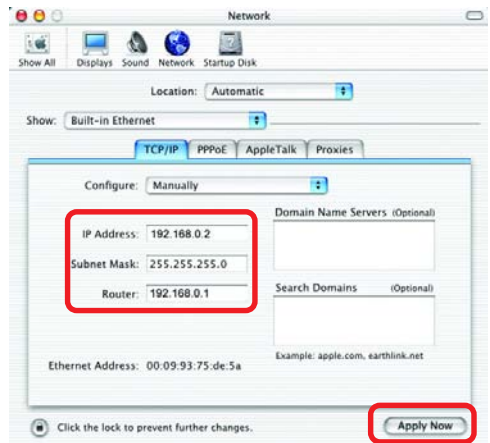 Network
Show All Displays Sound Network Startup Disk
Location: Automatic
Show: Built-in Ethernet
TCP/IP PPPoE AppleTalk Proxies
Configure: Manually
Domain Name Servers (Optional)
IP Address: 192.168.0.2
Subnet Mask: 255.255.255.0
Router: 192.168.0.1
Search Domains (Optional)
Example: apple.com, earthlink.net
Ethernet Address: 00:09:93:75:de:5a
Click the lock to prevent further changes.
Apply Now